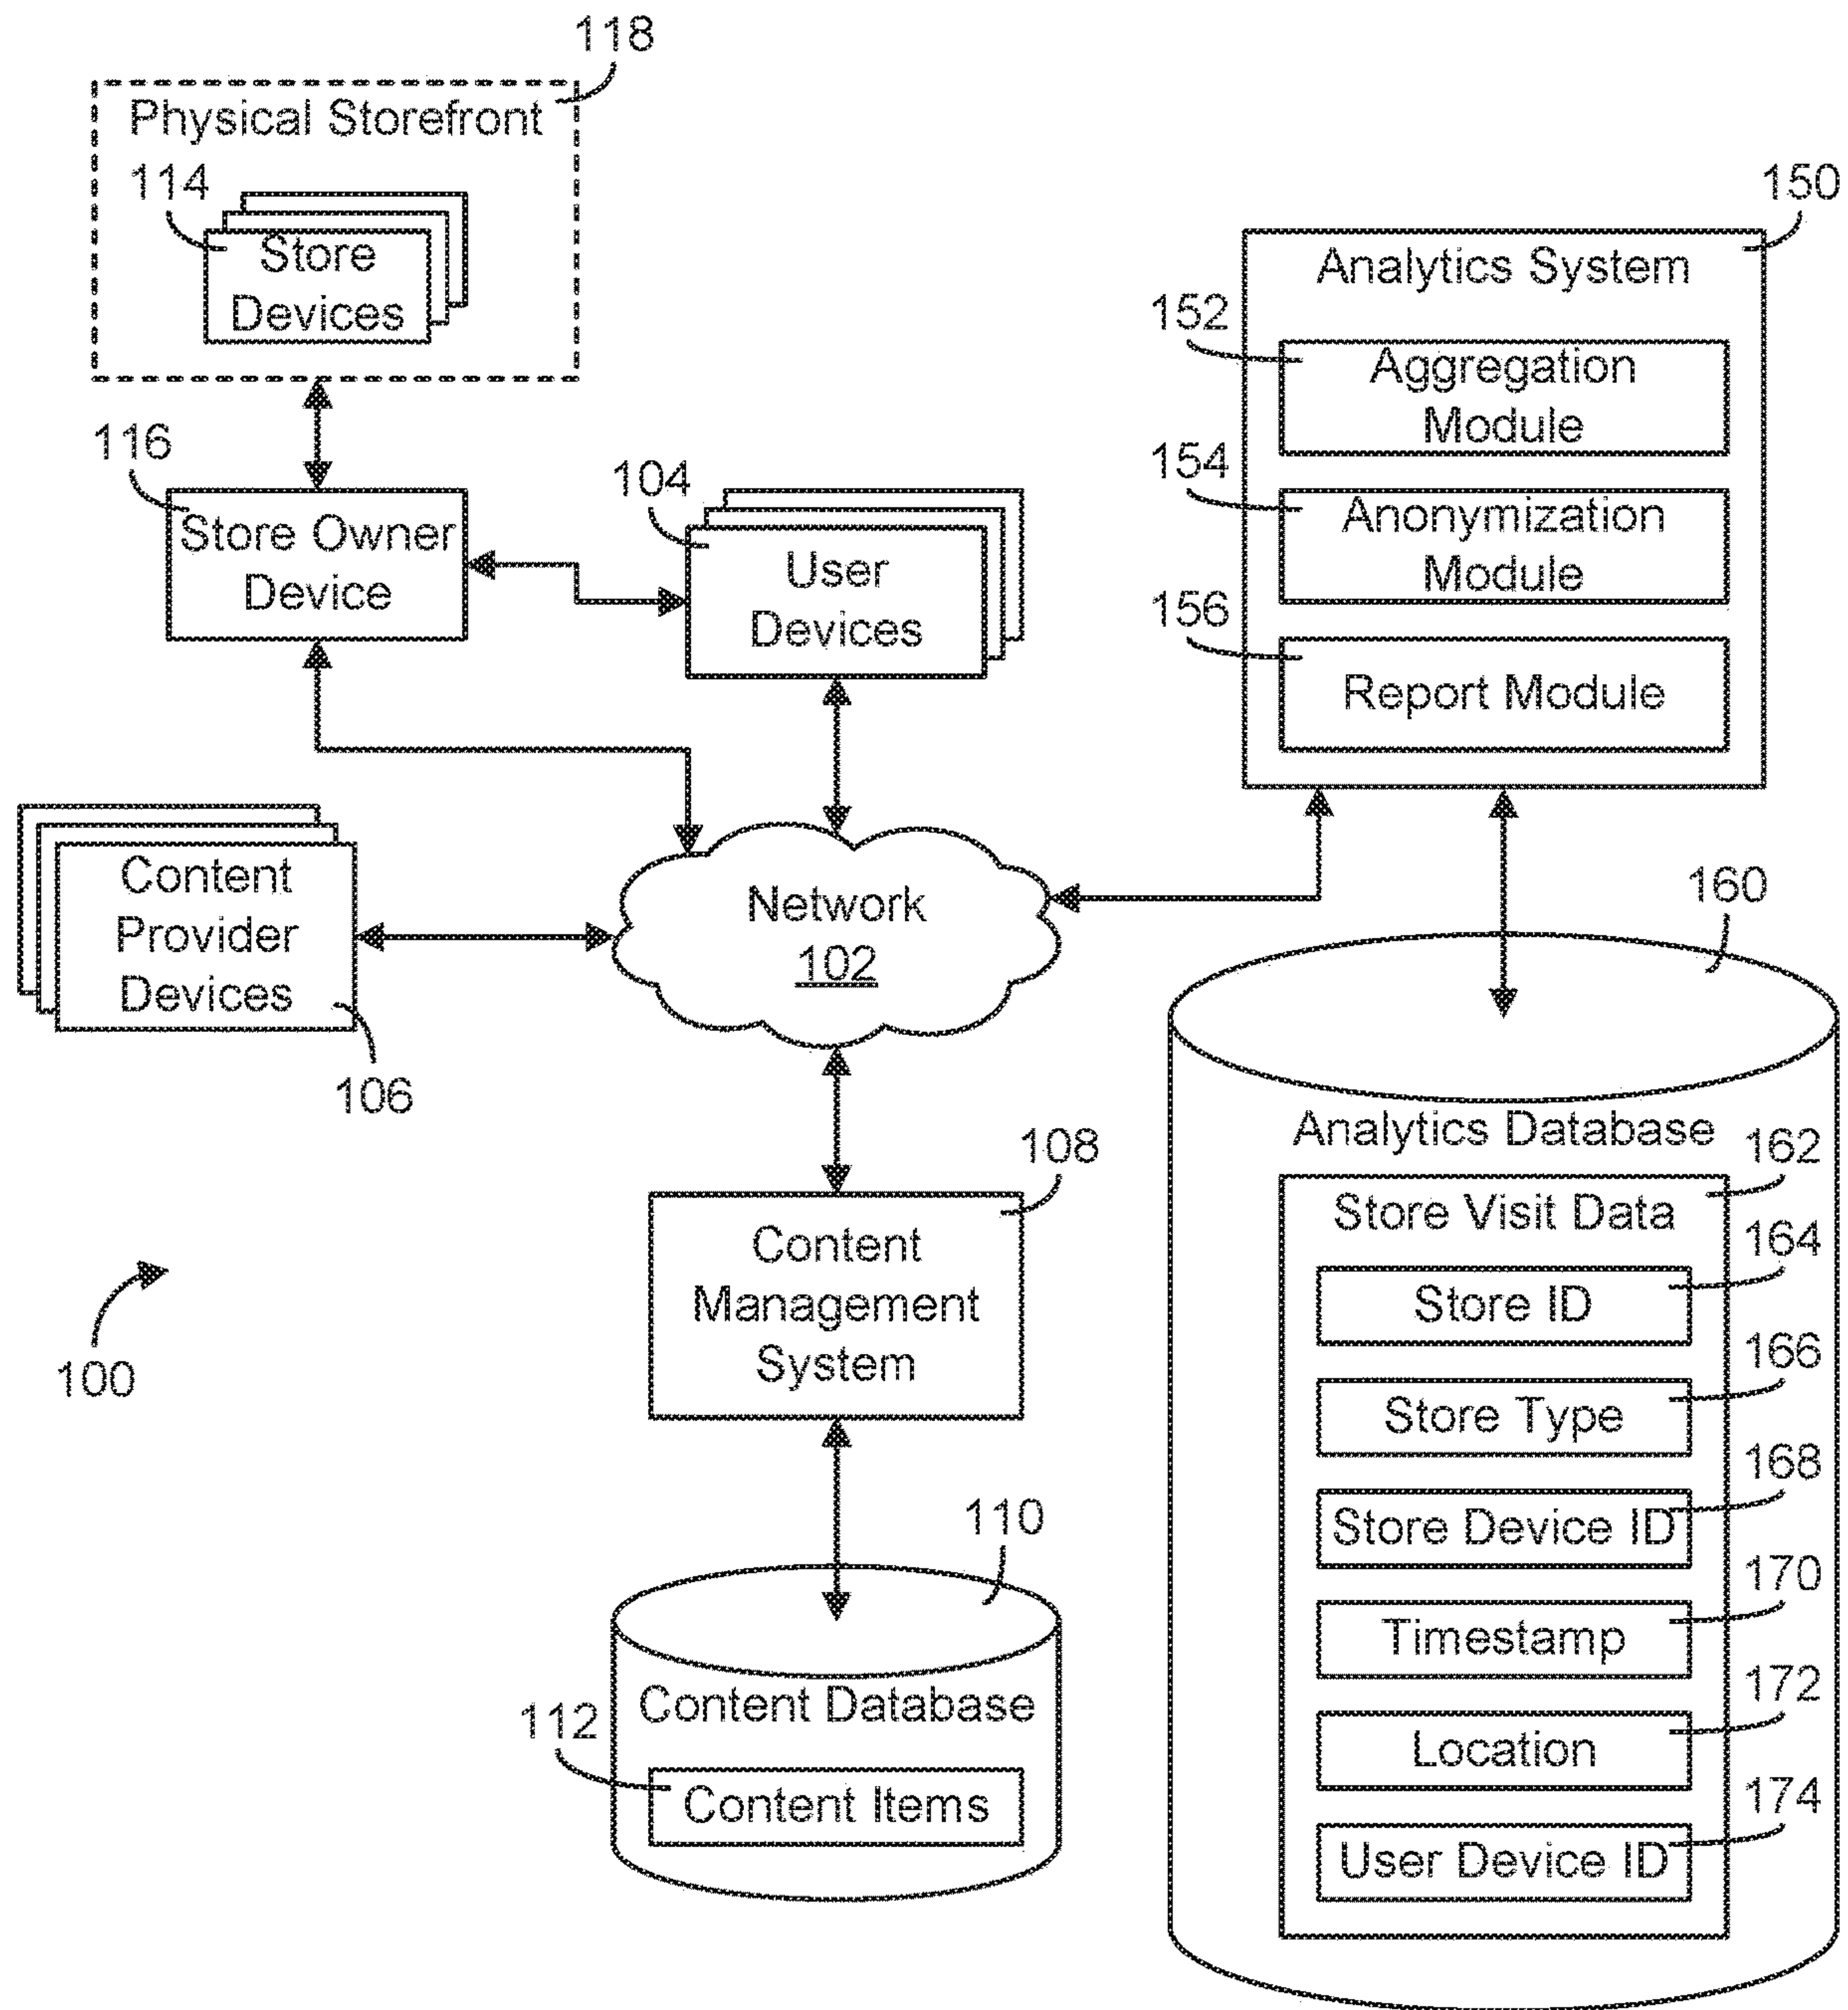 118
Physical Storefront
114
Store
Devices
150
Analytics System
152
Aggregation
Module
154
Anonymization
Module
156
Report Module
116
Store Owner
Device
104
User
Devices
Content
Provider
Devices
106
Network
102
160
Analytics Database
162
Store Visit Data
164
Store ID
166
Store Type
168
Store Device ID
170
Timestamp
172
Location
174
User Device ID
108
Content
Management
System
100
110
Content Database
112
Content Items